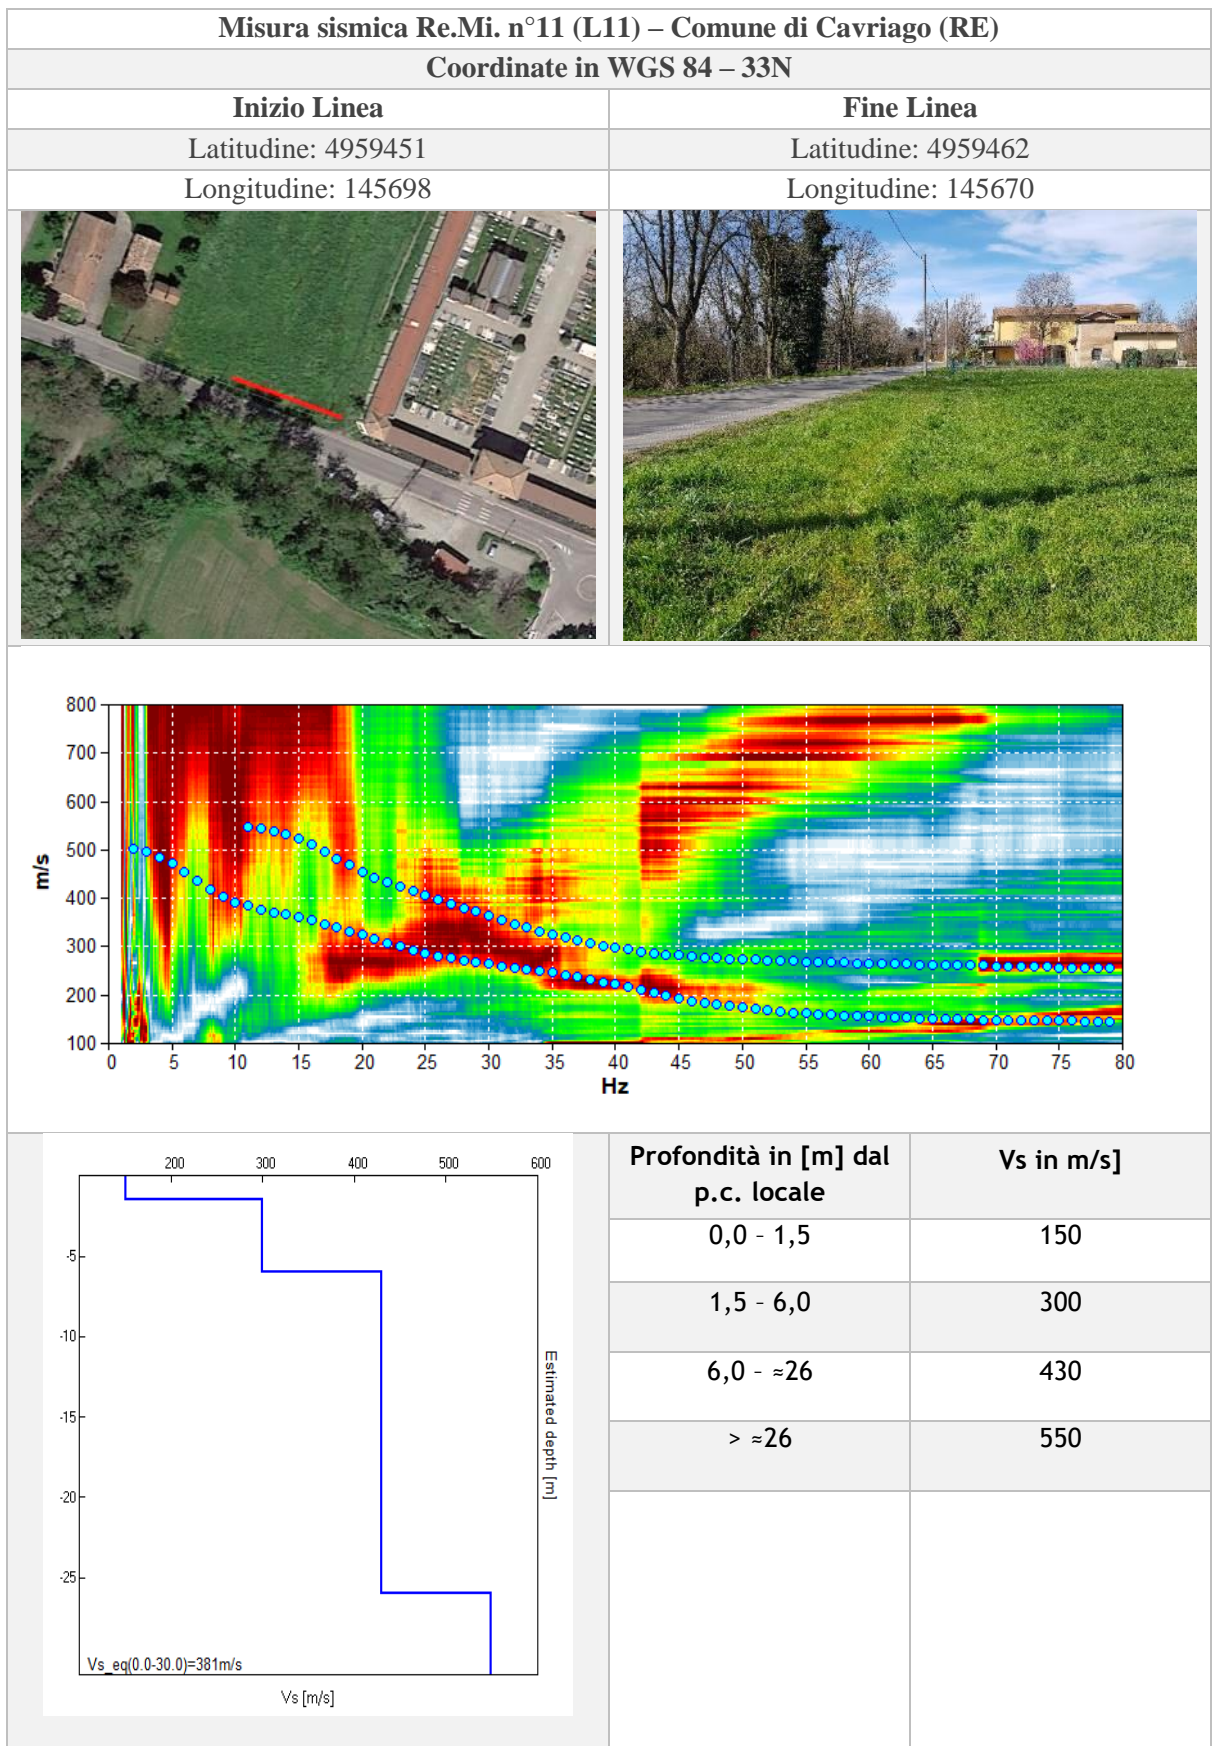 Misura sismica Re.Mi. n°11 (L11) – Comune di Cavriago (RE)
Coordinate in WGS 84 – 33N
Inizio Linea
Fine Linea
Latitudine: 4959451
Latitudine: 4959462
Longitudine: 145698
Longitudine: 145670
800
700
600
500
400
300
200
100
m/s
0 5 10 15 20 25 30 35 40 45 50 55 60 65 70 75 80
Hz
200 300 400 500 600
-5
-10
-15
-20
-25
Estimated depth [m]
Vs_eq(0.0-30.0)=381m/s
Vs [m/s]
Profondità in [m] dal
p.c. locale
Vs in m/s]
0,0 – 1,5
150
1,5 – 6,0
300
6,0 – ≈26
430
> ≈26
550